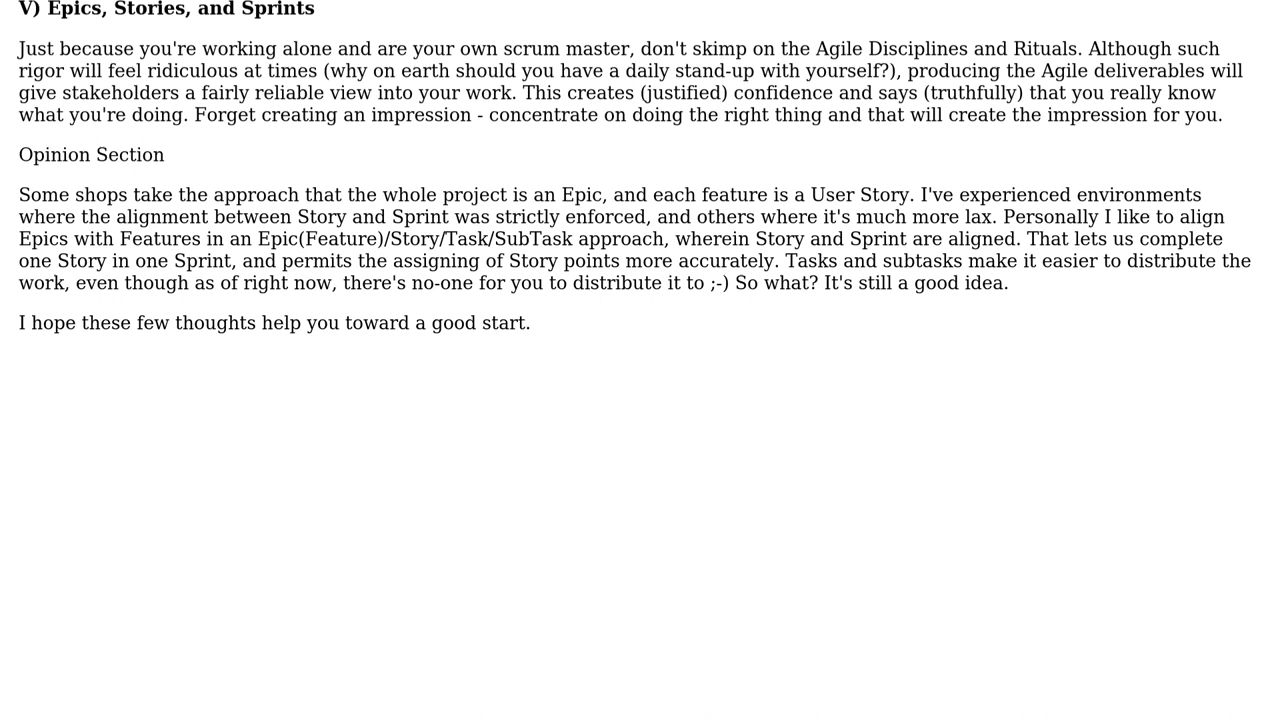 V) Epics, Stories, and Sprints
Just because you're working alone and are your own scrum master, don't skimp on the Agile Disciplines and Rituals. Although such
rigor will feel ridiculous at times (why on earth should you have a daily stand-up with yourself?), producing the Agile deliverables will
give stakeholders a fairly reliable view into your work. This creates (justified) confidence and says (truthfully) that you really know
what you're doing. Forget creating an impression - concentrate on doing the right thing and that will create the impression for you.
Opinion Section
Some shops take the approach that the whole project is an Epic, and each feature is a User Story. I've experienced environments
where the alignment between Story and Sprint was strictly enforced, and others where it's much more lax. Personally I like to align
Epics with Features in an Epic(Feature)/Story/Task/SubTask approach, wherein Story and Sprint are aligned. That lets us complete
one Story in one Sprint, and permits the assigning of Story points more accurately. Tasks and subtasks make it easier to distribute the
work, even though as of right now, there's no-one for you to distribute it to ;-) So what? It's still a good idea.
I hope these few thoughts help you toward a good start.